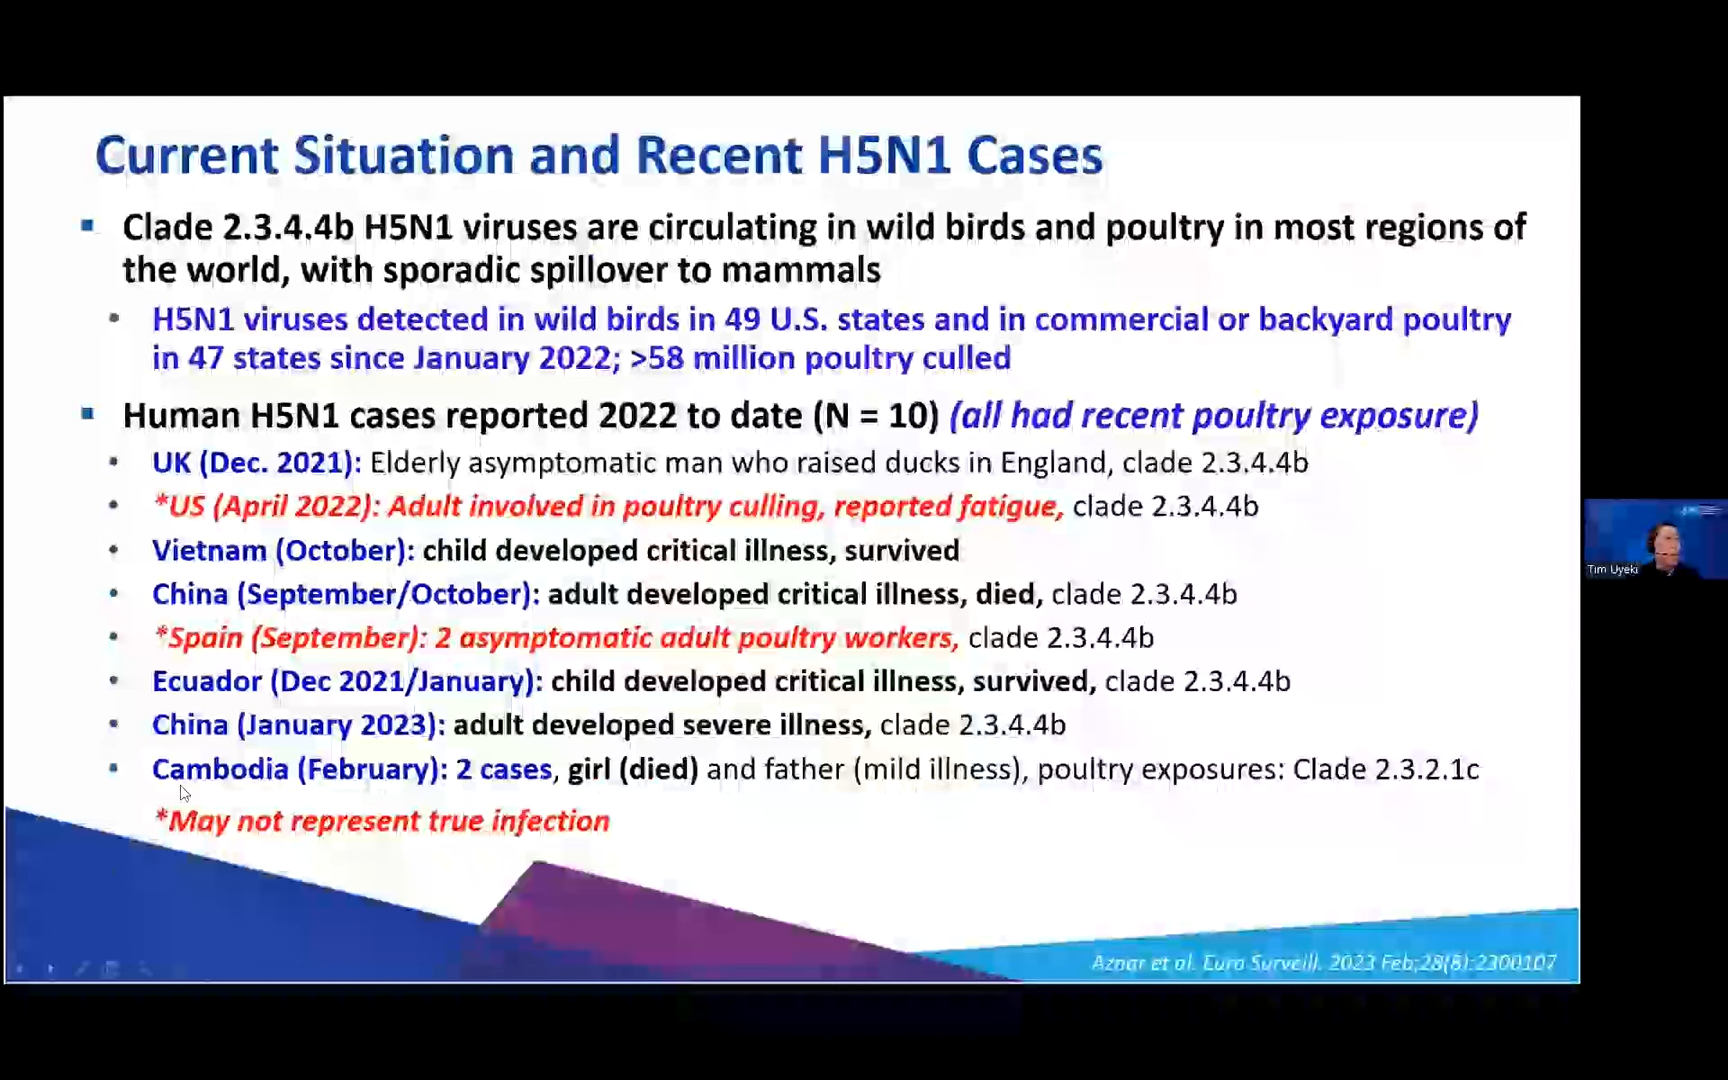 Current Situation and Recent H5N1 Cases
▪ Clade 2.3.4.4b H5N1 viruses are circulating in wild birds and poultry in most regions of
the world, with sporadic spillover to mammals
• H5N1 viruses detected in wild birds in 49 U.S. states and in commercial or backyard poultry
in 47 states since January 2022; >58 million poultry culled
▪ Human H5N1 cases reported 2022 to date (N = 10) (all had recent poultry exposure)
• UK (Dec. 2021): Elderly asymptomatic man who raised ducks in England, clade 2.3.4.4b
• *US (April 2022): Adult involved in poultry culling, reported fatigue, clade 2.3.4.4b
• Vietnam (October): child developed critical illness, survived
• China (September/October): adult developed critical illness, died, clade 2.3.4.4b
• *Spain (September): 2 asymptomatic adult poultry workers, clade 2.3.4.4b
• Ecuador (Dec 2021/January): child developed critical illness, survived, clade 2.3.4.4b
• China (January 2023): adult developed severe illness, clade 2.3.4.4b
• Cambodia (February): 2 cases, girl (died) and father (mild illness), poultry exposures: Clade 2.3.2.1c
*May not represent true infection
Aznar et al. Euro Surveill. 2023 Feb;28(8):2300107
Tim Uyeki